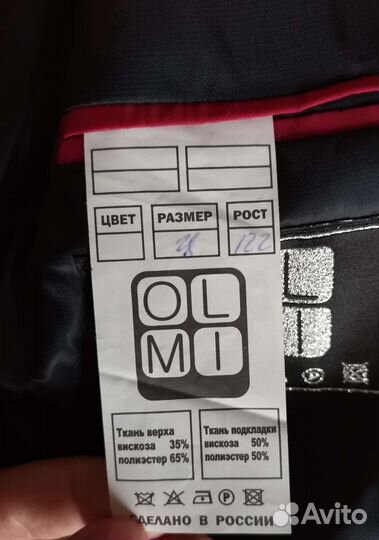 ЦВЕТ РАЗМЕР РОСТ
122
OL
MI
Ткань верха
вискоза 35%
полиэстер 65%
Ткань подкладки
вискоза 50%
полиэстер 50%
P
СДЕЛАНО В РОССИИ
Avito